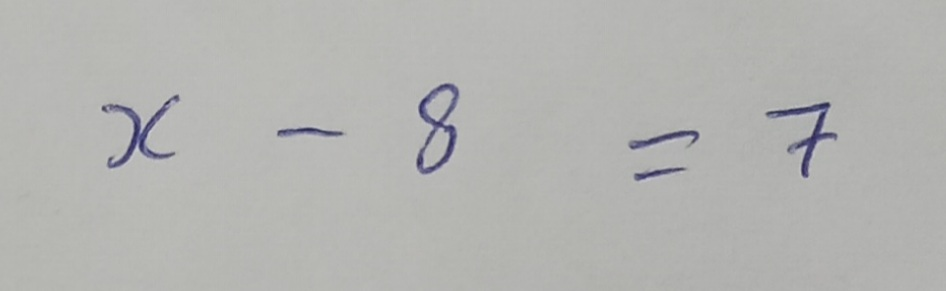 x - 8 = 7